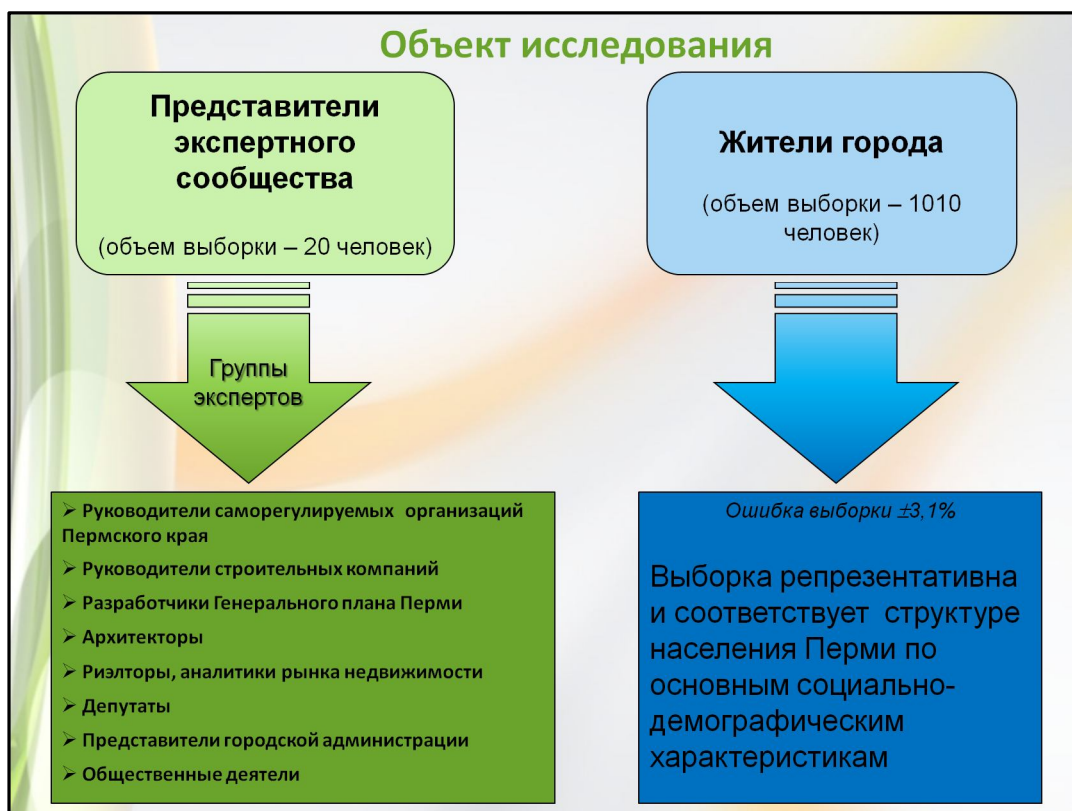 Объект исследования
Представители
экспертного
сообщества
(объем выборки – 20 человек)
Группы
экспертов
➢ Руководители саморегулируемых организаций
Пермского края
➢ Руководители строительных компаний
➢ Разработчики Генерального плана Перми
➢ Архитекторы
➢ Риэлторы, аналитики рынка недвижимости
➢ Депутаты
➢ Представители городской администрации
➢ Общественные деятели
Жители города
(объем выборки – 1010
человек)
Ошибка выборки ±3,1%
Выборка репрезентативна
и соответствует структуре
населения Перми по
основным социально-
демографическим
характеристикам